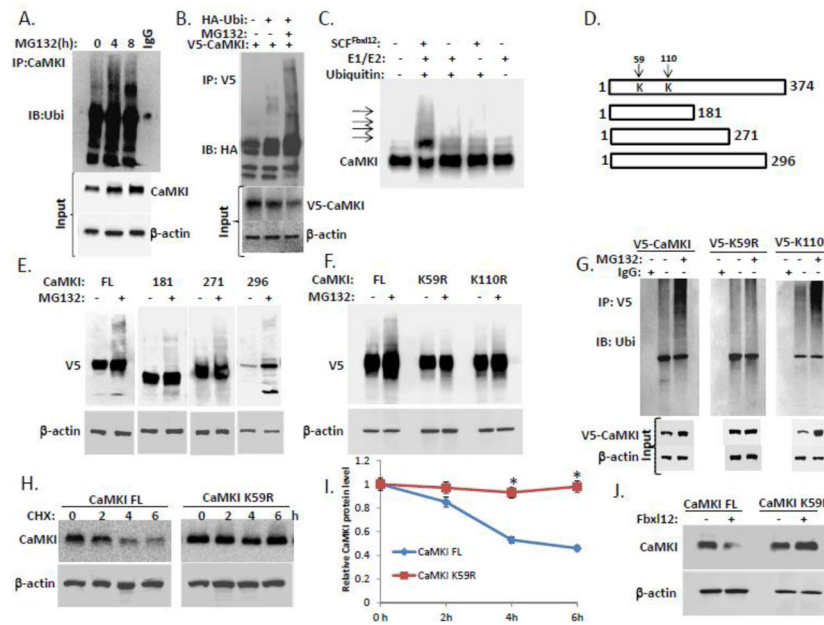 A.
MG132(h): 0 4 8 IgG
IP:CaMKI
IB:Ubi
Input
CaMKI
β-actin
B.
HA-Ubi: - + +
MG132: - - +
V5-CaMKI + + +
IP: V5
IB: HA
Input
V5-CaMKI
β-actin
C.
SCF^Fbxl12: - + - + -
E1/E2: - + + - +
Ubiquitin: - + + + -
CaMKI
D.
59 110
K K
1 374
1 181
1 271
1 296
E.
CaMKI: FL 181 271 296
MG132: - + - + - + - +
V5
β-actin
F.
CaMKI: FL K59R K110R
MG132: - + - + - +
V5
β-actin
G.
V5-CaMKI V5-K59R V5-K110R
MG132: - - + - - + - - +
IgG: + - - + - - + - -
IP: V5
IB: Ubi
Input
V5-CaMKI
β-actin
H.
CaMKI FL CaMKI K59R
CHX: 0 2 4 6 0 2 4 6 h
CaMKI
β-actin
I.
Relative CaMKI protein level
1.2
1
0.8
0.6
0.4
0.2
0
* *
CaMKI FL
CaMKI K59R
0 h 2h 4h 6h
J.
CaMKI FL CaMKI K59R
Fbxl12: - + - +
CaMKI
β-actin